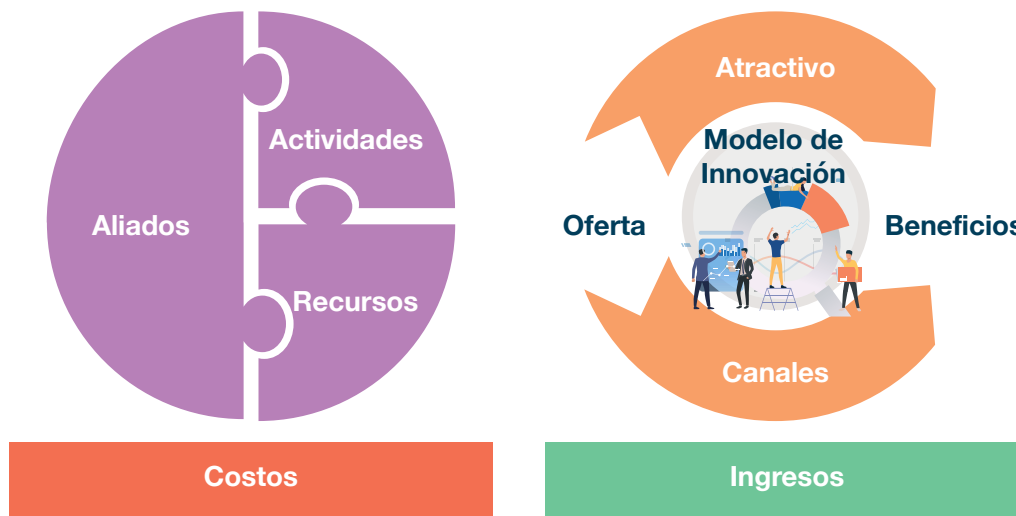 Aliados
Actividades
Recursos
Costos
Atractivo
Modelo de
Innovación
Oferta
Beneficios
Canales
Ingresos